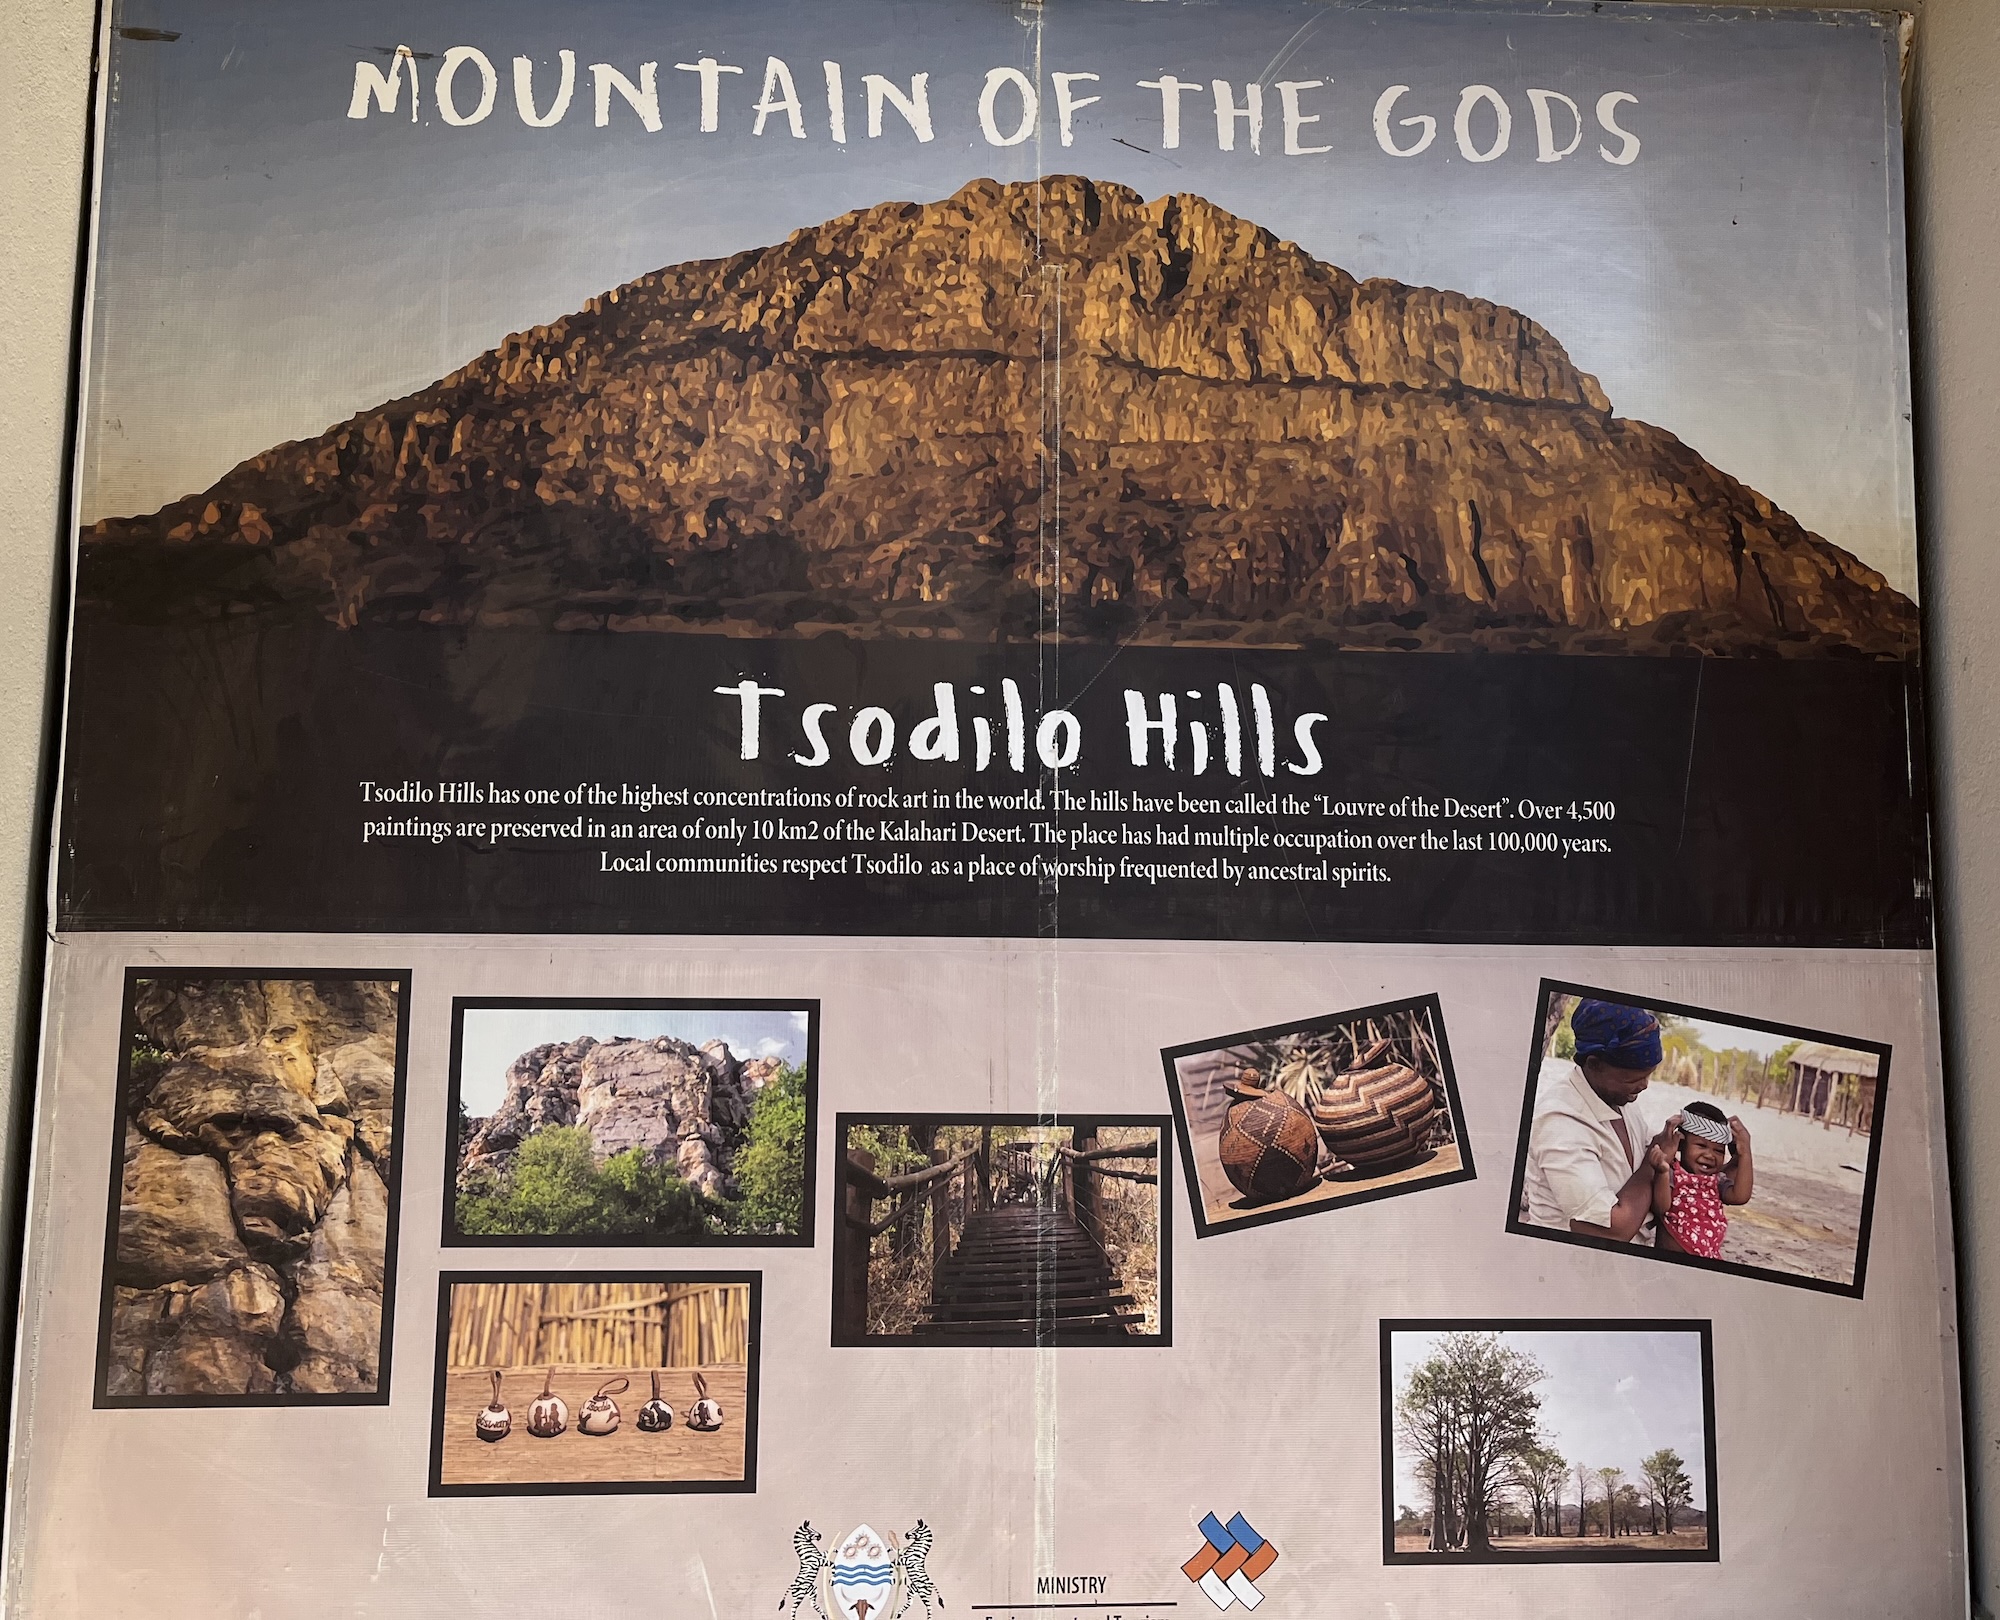 MOUNTAIN OF THE GODS
Tsodilo Hills
Tsodilo Hills has one of the highest concentrations of rock art in the world. The hills have been called the “Louvre of the Desert”. Over 4,500
paintings are preserved in an area of only 10 km2 of the Kalahari Desert. The place has had multiple occupation over the last 100,000 years.
Local communities respect Tsodilo as a place of worship frequented by ancestral spirits.
MINISTRY